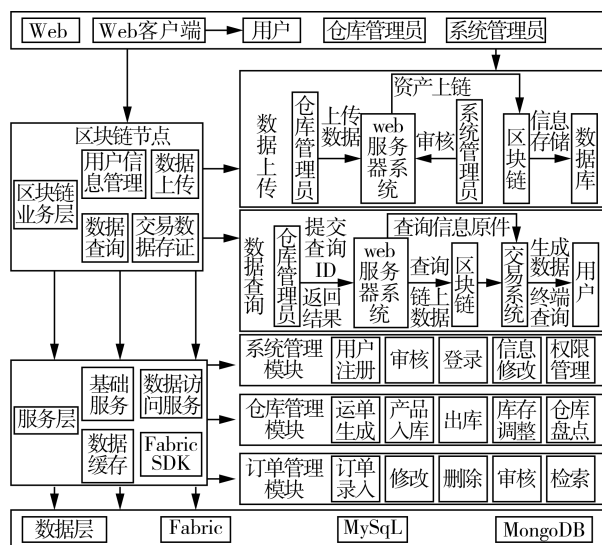 Web
Web客户端
用户
仓库管理员
系统管理员
区块链节点
区块链
业务层
用户信
息管理
数据
上传
数据
查询
交易数
据存证
数据上传
仓库管理员
上传
数据
web
服务
器系
统
资产上链
审核
系统管理员
区块链
信息
存储
数据库
数据查询
仓库管理员
提交
查询
ID
返回
结果
web
服务
器系
统
查询信息原件
查询
链上
数据
区块链
交易系统
生成
数据
终端
查询
用户
服务层
基础
服务
数据访
问服务
数据
缓存
Fabric
SDK
系统管理
模块
用户
注册
审核
登录
信息
修改
权限
管理
仓库管理
模块
运单
生成
产品
入库
出库
库存
调整
仓库
盘点
订单管理
模块
订单
录入
修改
删除
审核
检索
数据层
Fabric
MySqL
MongoDB